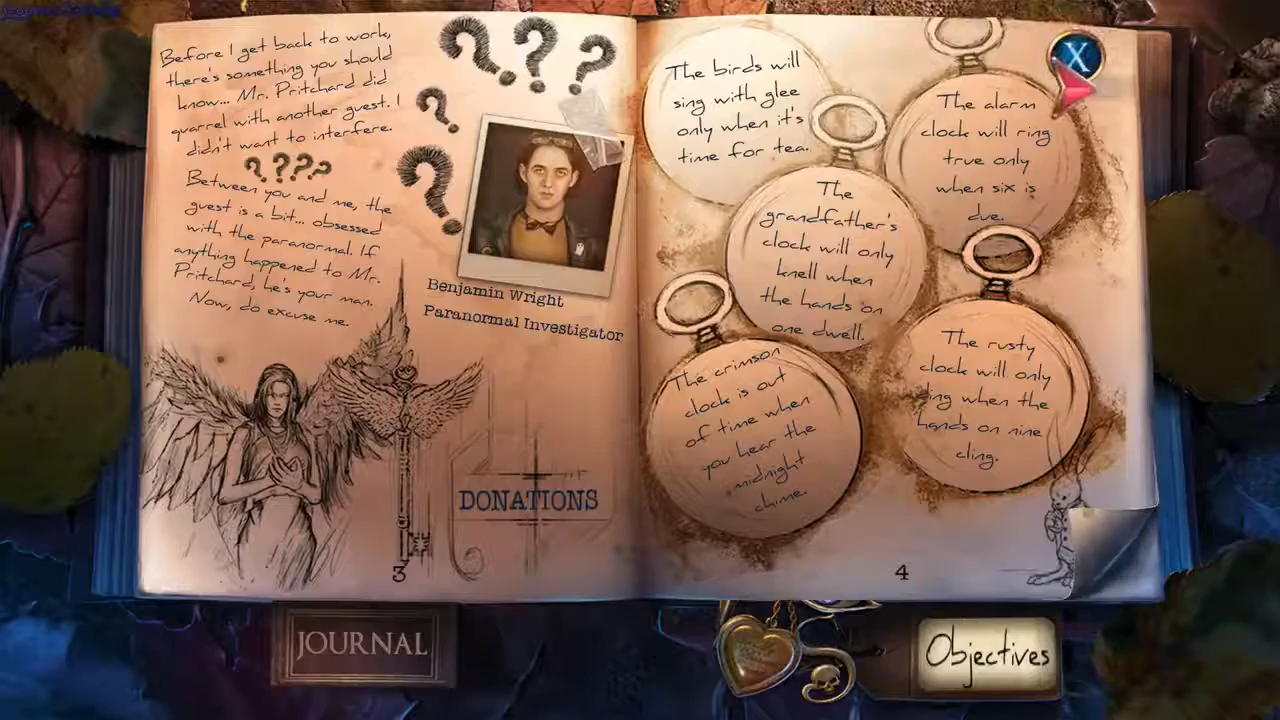 Before I get back to work,
there's something you should
know... Mr. Pritchard did
quarrel with another guest. I
didn't want to interfere.
????
Between you and me, the
guest is a bit... obsessed
with the paranormal. If
anything happened to Mr.
Pritchard, he's your man.
Now, do excuse me.
? ? ?
?
?
Benjamin Wright
Paranormal Investigator
DONATIONS
3
The birds will
sing with glee
only when it's
time for tea.
The alarm
clock will ring
true only
when six is
due.
The
grandfather's
clock will only
knell when
the hands on
one dwell.
The crimson
clock is out
of time when
you hear the
midnight
chime.
The rusty
clock will only
ding when the
hands on nine
cling.
4
X
JOURNAL
Objectives